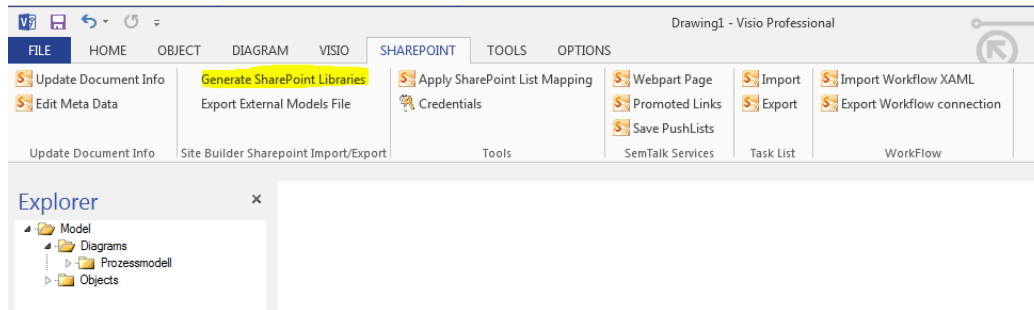 Drawing1 - Visio Professional
FILE HOME OBJECT DIAGRAM VISIO SHAREPOINT TOOLS OPTIONS
Update Document Info Generate SharePoint Libraries Apply SharePoint List Mapping Webpart Page Import Import Workflow XAML
Edit Meta Data Export External Models File Credentials Promoted Links Export Export Workflow connection
Save PushLists
Update Document Info Site Builder Sharepoint Import/Export Tools SemTalk Services Task List WorkFlow
Explorer
Model
Diagrams
Prozessmodell
Objects